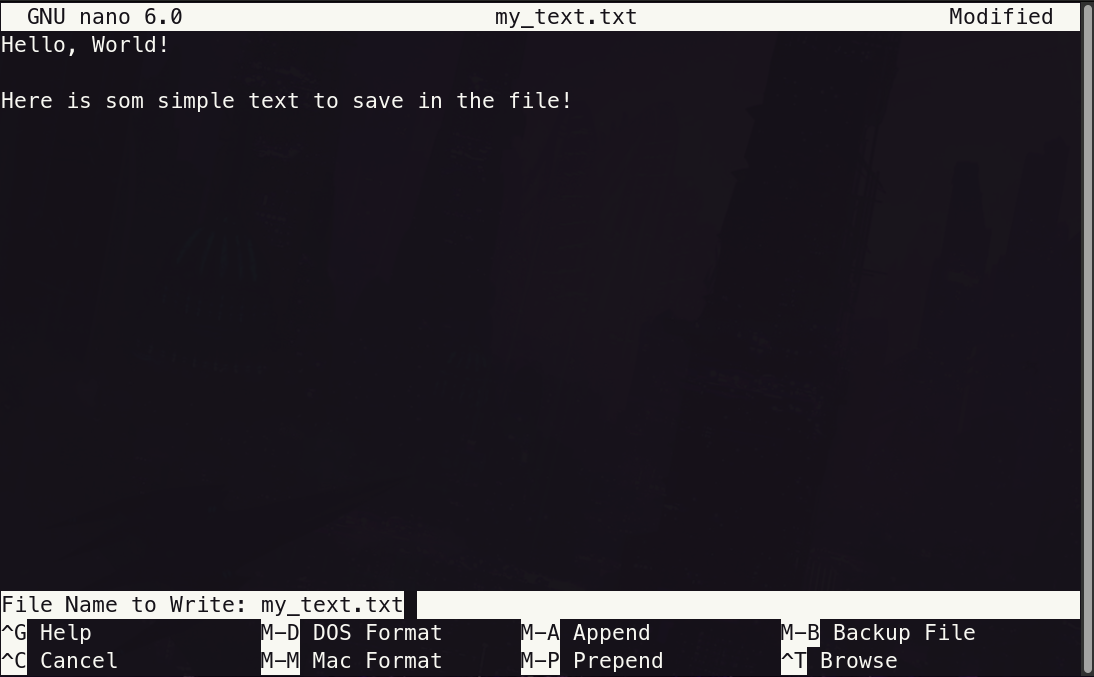 GNU nano 6.0 my_text.txt Modified
Hello, World!
Here is som simple text to save in the file!
File Name to Write: my_text.txt
^G Help M-D DOS Format M-A Append M-B Backup File
^C Cancel M-M Mac Format M-P Prepend ^T Browse